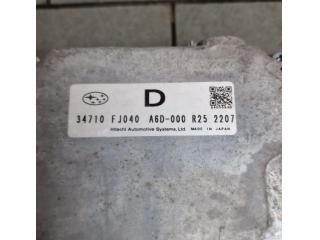 D
34710 FJ040 A6D-000 R25 2207
Hitachi Automotive Systems, Ltd. MADE IN JAPAN